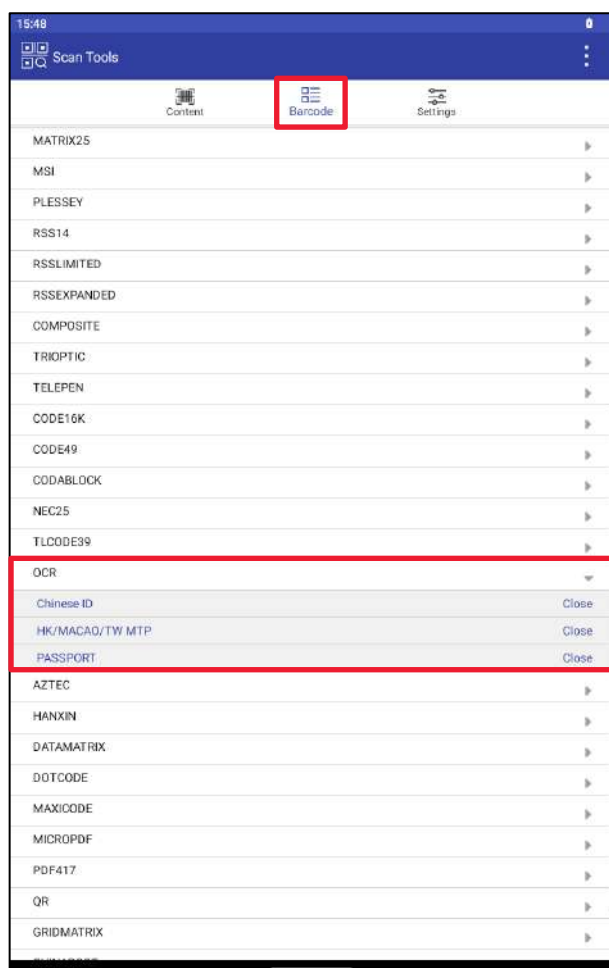 15:48
Scan Tools
Content Barcode Settings
MATRIX25
MSI
PLESSEY
RSS14
RSSLIMITED
RSSEXPANDED
COMPOSITE
TRIOPTIC
TELEPEN
CODE16K
CODE49
CODABLOCK
NEC25
TLCODE39
OCR
Chinese ID Close
HK/MACAO/TW MTP Close
PASSPORT Close
AZTEC
HANXIN
DATAMATRIX
DOTCODE
MAXICODE
MICROPDF
PDF417
QR
GRIDMATRIX